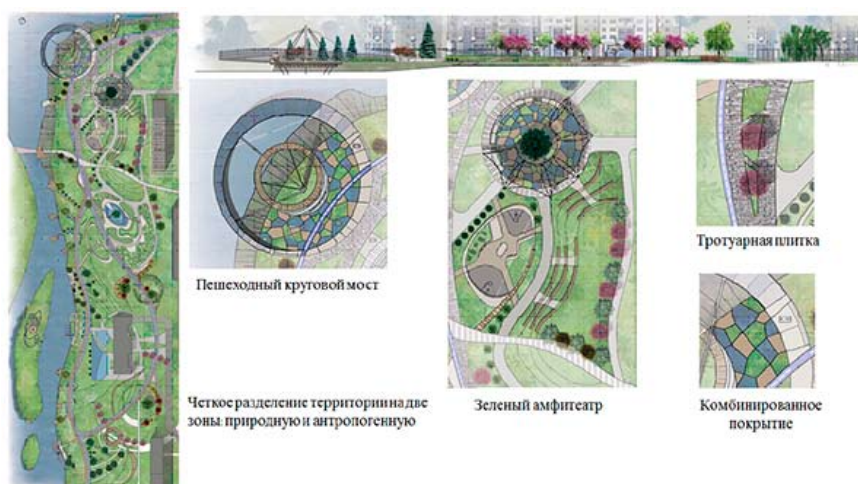 Пешеходный круговой мост
Тротуарная плитка
Четкое разделение территории на две
зоны: природную и антропогенную
Зеленый амфитеатр
Комбинированное
покрытие